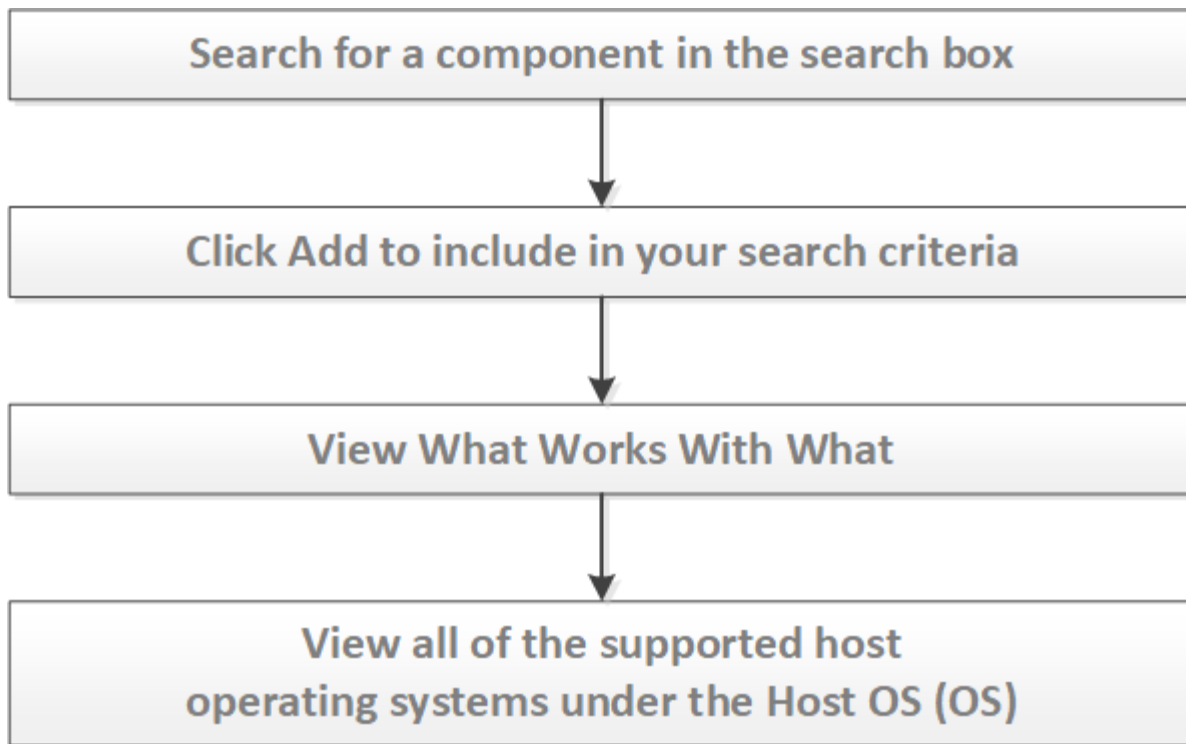 Search for a component in the search box
Click Add to include in your search criteria
View What Works With What
View all of the supported host
operating systems under the Host OS (OS)